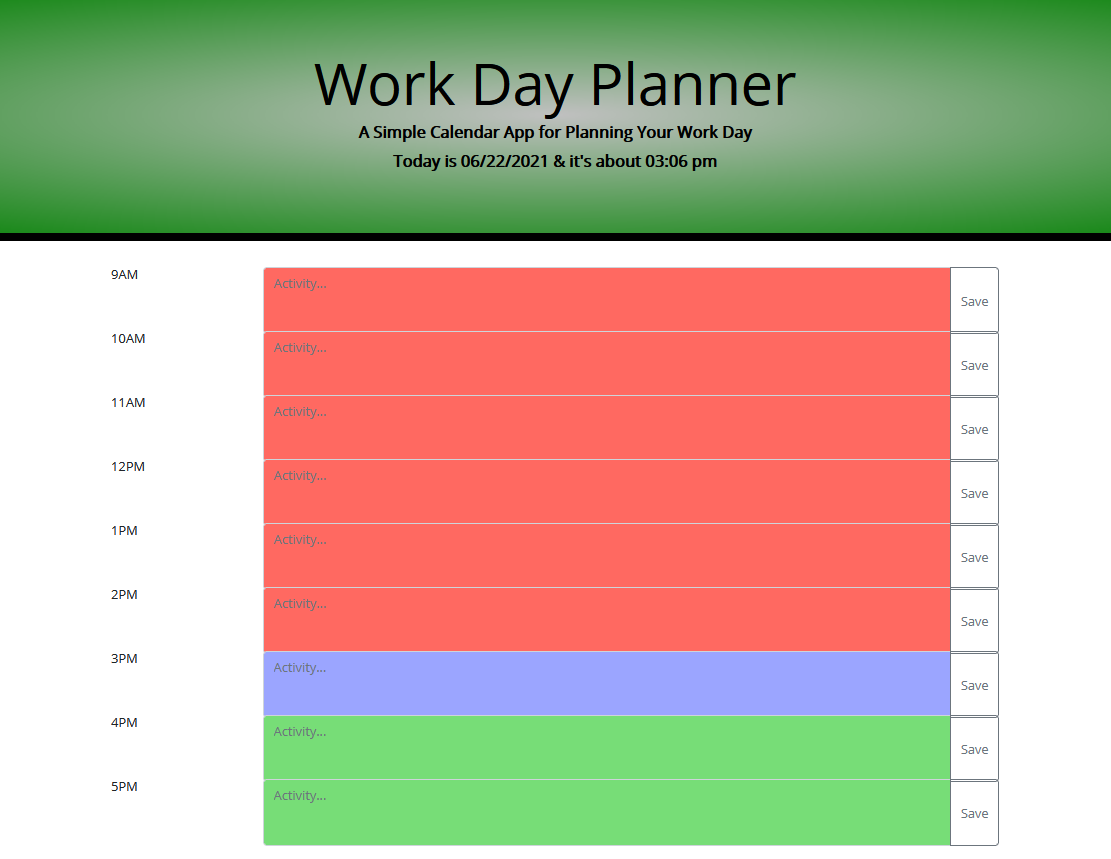 Work Day Planner
A Simple Calendar App for Planning Your Work Day
Today is 06/22/2021 & it's about 03:06 pm
9AM Activity... Save
10AM Activity... Save
11AM Activity... Save
12PM Activity... Save
1PM Activity... Save
2PM Activity... Save
3PM Activity... Save
4PM Activity... Save
5PM Activity... Save